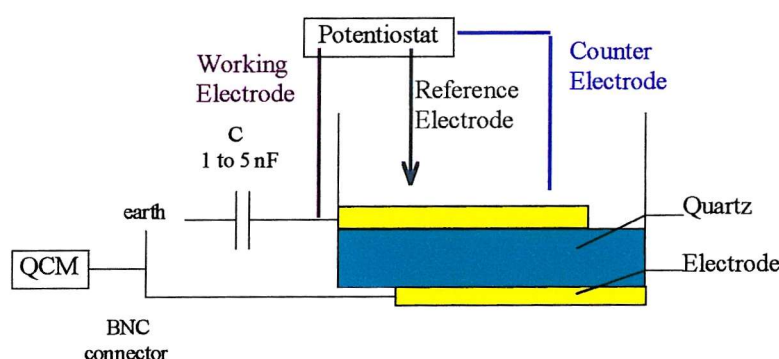 Potentiostat
Working
Electrode
Reference
Electrode
Counter
Electrode
C
1 to 5 nF
earth
Quartz
QCM
Electrode
BNC
connector